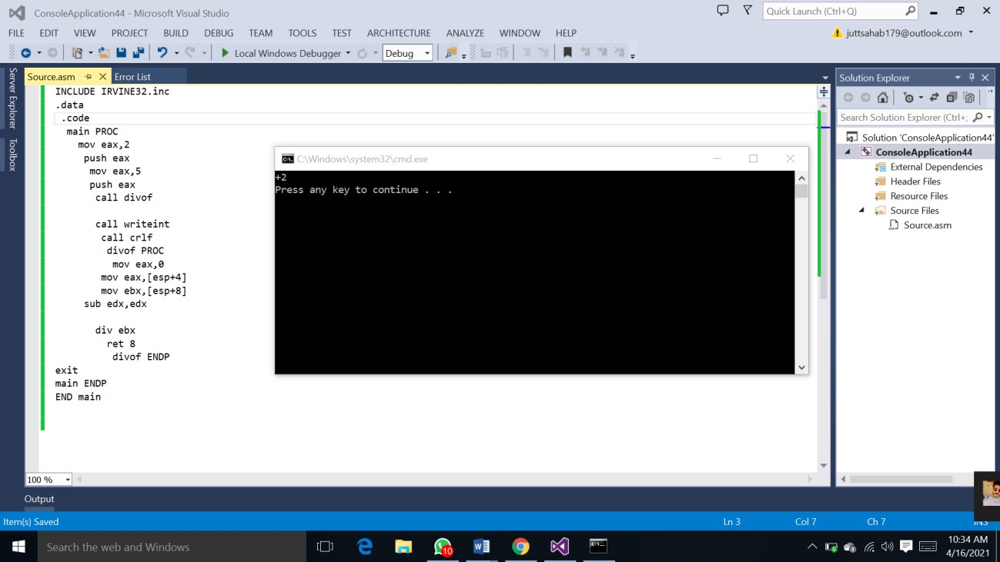 ConsoleApplication44 - Microsoft Visual Studio
Quick Launch (Ctrl+Q)
FILE EDIT VIEW PROJECT BUILD DEBUG TEAM TOOLS TEST ARCHITECTURE ANALYZE WINDOW HELP
juttsahab179@outlook.com
Local Windows Debugger
Debug
Server Explorer
Toolbox
Source.asm
Error List
INCLUDE IRVINE32.inc
.data
.code
main PROC
mov eax,2
push eax
mov eax,5
push eax
call divof
call writeint
call crlf
divof PROC
mov eax,0
mov eax,[esp+4]
mov ebx,[esp+8]
sub edx,edx
div ebx
ret 8
divof ENDP
exit
main ENDP
END main
C:\Windows\system32\cmd.exe
+2
Press any key to continue . . .
Solution Explorer
Search Solution Explorer (Ctrl+;
Solution 'ConsoleApplication44'
ConsoleApplication44
External Dependencies
Header Files
Resource Files
Source Files
Source.asm
100 %
Output
Item(s) Saved
Ln 3
Col 7
Ch 7
INS
Search the web and Windows
10
10:34 AM
4/16/2021